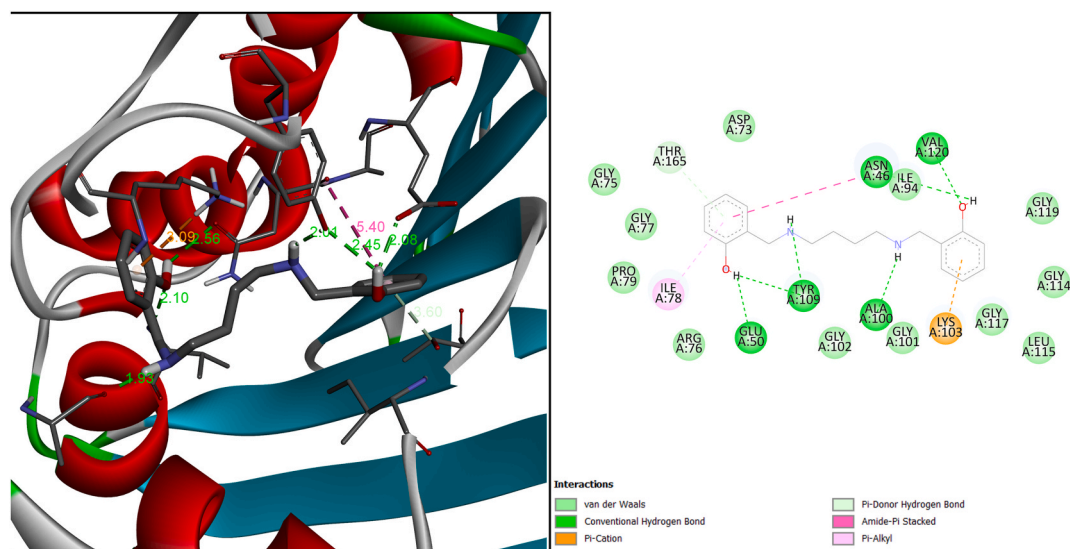 5.40
2.08
2.01
2.45
3.09
2.56
2.10
3.60
1.93
ASP
A:73
THR
A:165
VAL
A:120
ASN
A:46
ILE
A:94
GLY
A:75
GLY
A:119
GLY
A:77
H
H
O
N
PRO
A:79
ILE
A:78
N
H
GLY
A:114
O
H
TYR
A:109
ALA
A:100
LYS
A:103
GLY
A:117
ARG
A:76
GLU
A:50
GLY
A:102
GLY
A:101
LEU
A:115
Interactions
van der Waals
Conventional Hydrogen Bond
Pi-Cation
Pi-Donor Hydrogen Bond
Amide-Pi Stacked
Pi-Alkyl